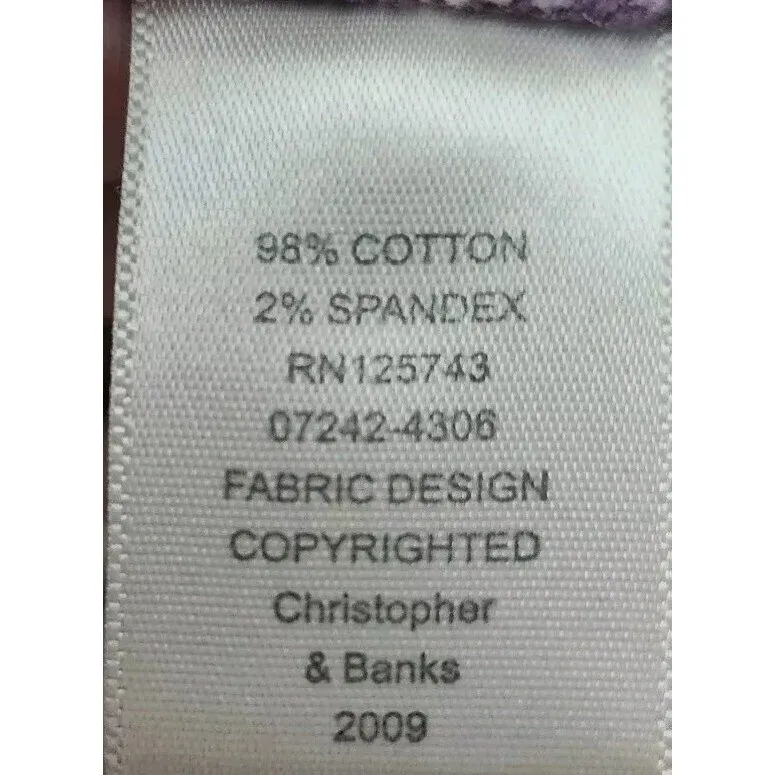 98% COTTON
2% SPANDEX
RN125743
07242-4306
FABRIC DESIGN
COPYRIGHTED
Christopher
& Banks
2009